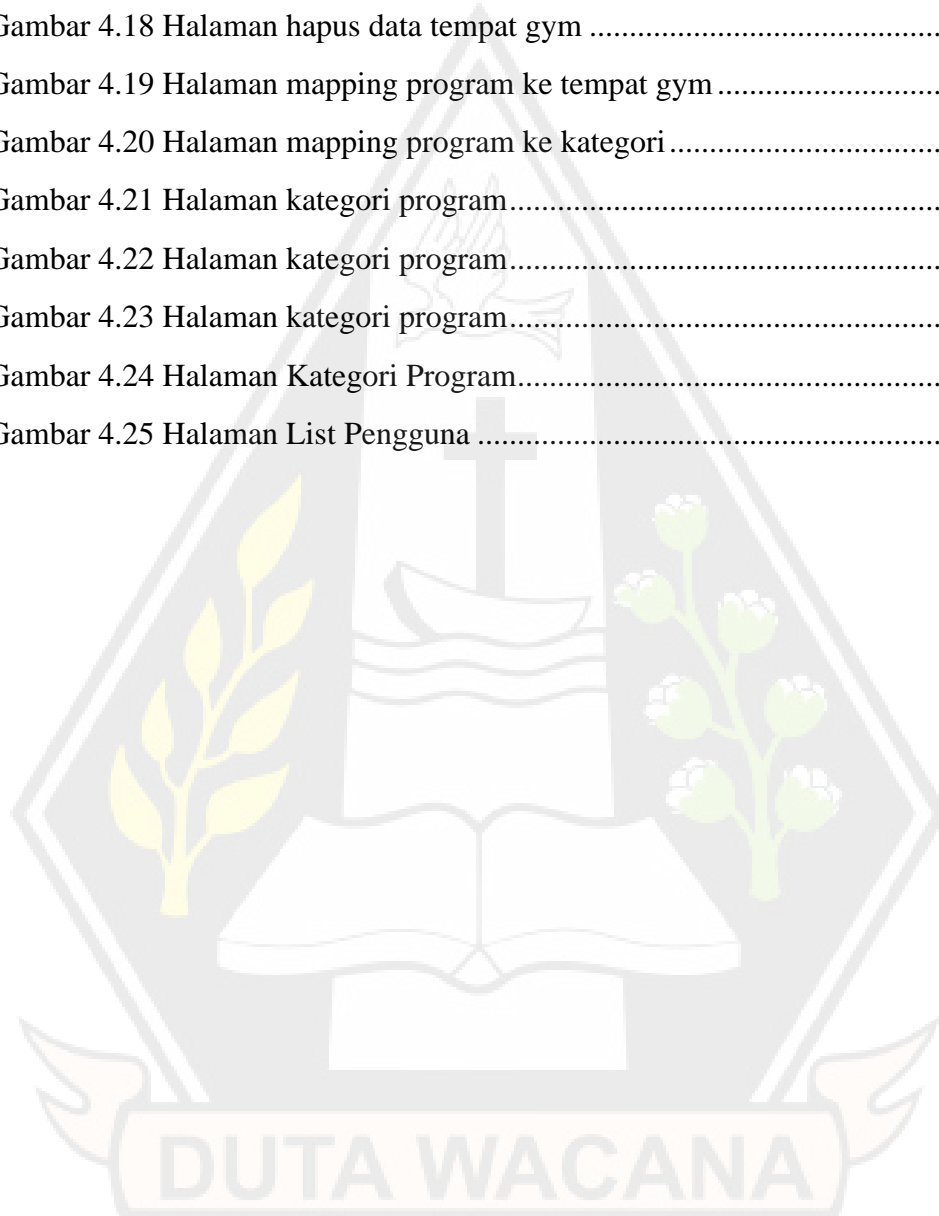 Gambar 4.18 Halaman hapus data tempat gym ....................................
Gambar 4.19 Halaman mapping program ke tempat gym ......................
Gambar 4.20 Halaman mapping program ke kategori ...........................
Gambar 4.21 Halaman kategori program................................................
Gambar 4.22 Halaman kategori program................................................
Gambar 4.23 Halaman kategori program................................................
Gambar 4.24 Halaman Kategori Program...............................................
Gambar 4.25 Halaman List Pengguna ....................................................
DUTA WACANA